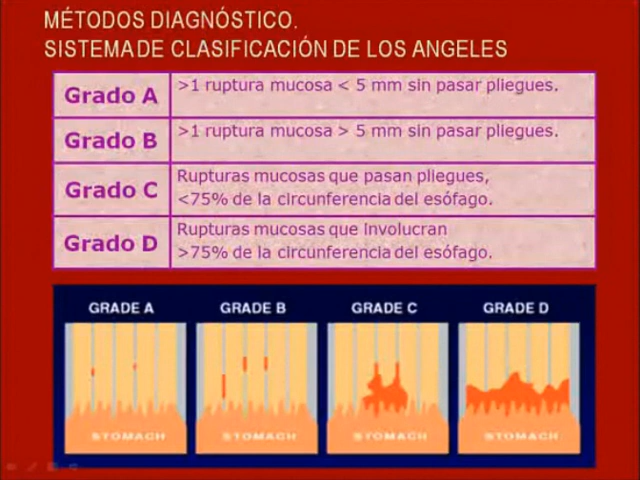 MÉTODOS DIAGNÓSTICO.
SISTEMA DE CLASIFICACIÓN DE LOS ANGELES
Grado A
>1 ruptura mucosa < 5 mm sin pasar pliegues.
Grado B
>1 ruptura mucosa > 5 mm sin pasar pliegues.
Grado C
Rupturas mucosas que pasan pliegues,
<75% de la circunferencia del esófago.
Grado D
Rupturas mucosas que involucran
>75% de la circunferencia del esófago.
GRADE A
GRADE B
GRADE C
GRADE D
STOMACH
STOMACH
STOMACH
STOMACH